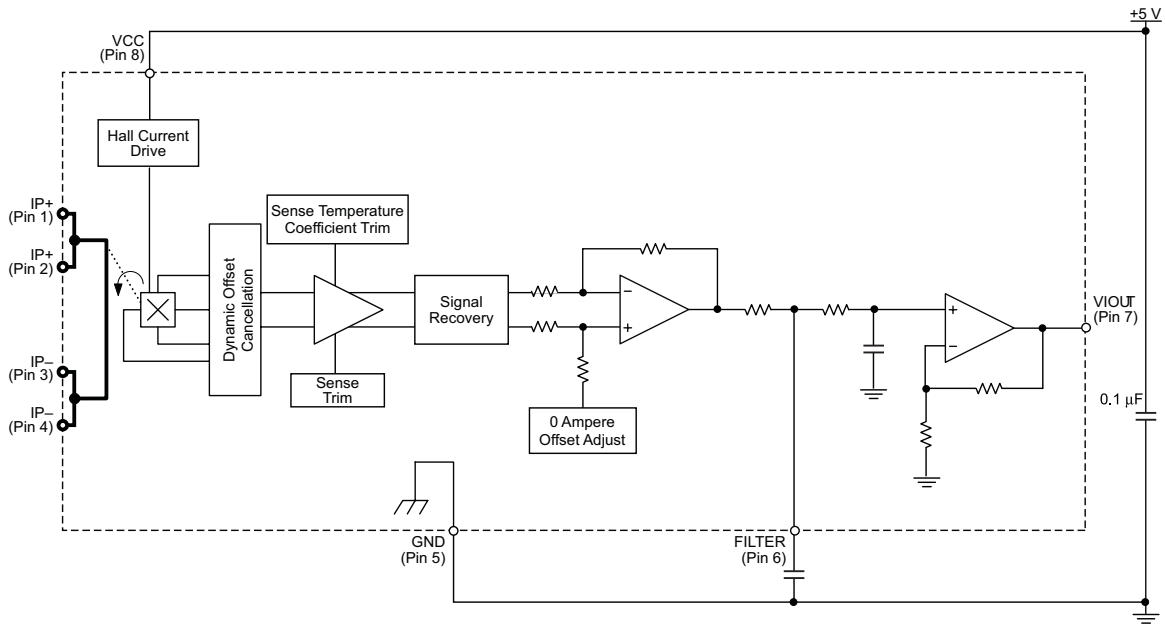 +5 V
VCC
(Pin 8)
Hall Current
Drive
IP+
(Pin 1)
IP+
(Pin 2)
IP–
(Pin 3)
IP–
(Pin 4)
Dynamic Offset
Cancellation
Sense Temperature
Coefficient Trim
Sense
Trim
Signal
Recovery
0 Ampere
Offset Adjust
–
+
+
–
VIOUT
(Pin 7)
0.1 μF
GND
(Pin 5)
FILTER
(Pin 6)